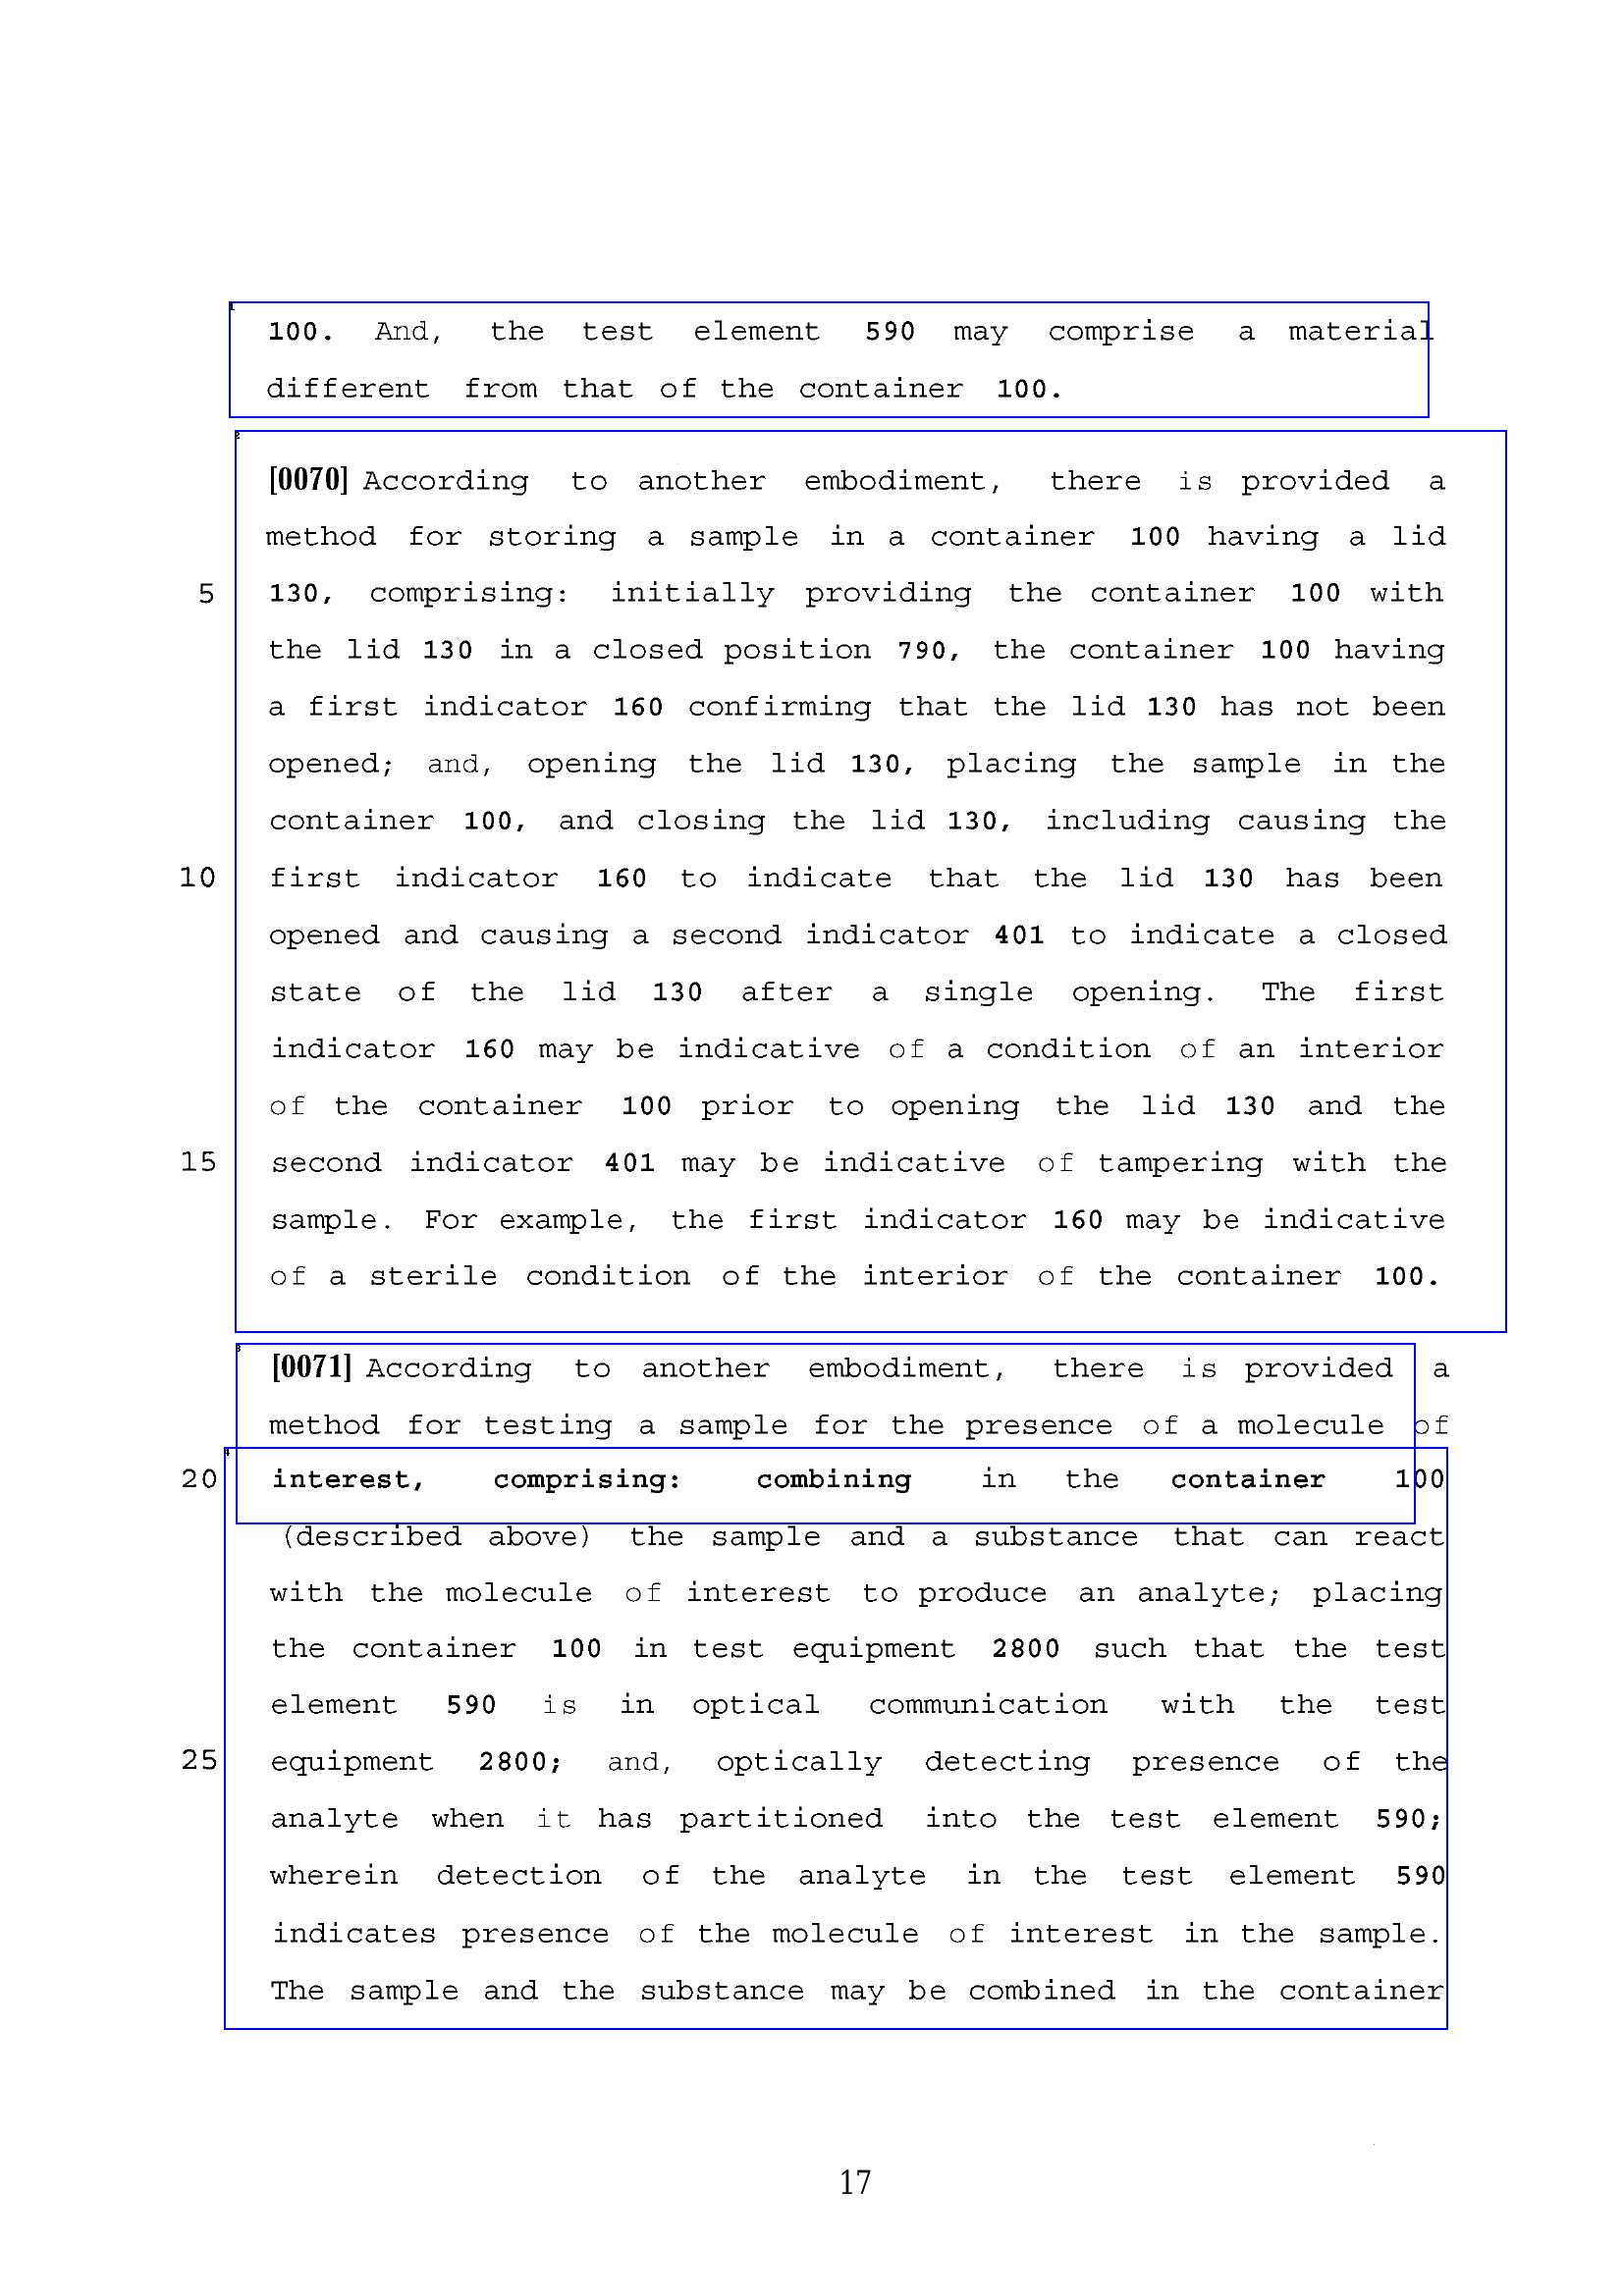 100. And, the test element 590 may comprise a material
different from that of the container 100.
[0070] According to another embodiment, there is provided a
method for storing a sample in a container 100 having a lid
5 130, comprising: initially providing the container 100 with
the lid 130 in a closed position 790, the container 100 having
a first indicator 160 confirming that the lid 130 has not been
opened; and, opening the lid 130, placing the sample in the
container 100, and closing the lid 130, including causing the
10 first indicator 160 to indicate that the lid 130 has been
opened and causing a second indicator 401 to indicate a closed
state of the lid 130 after a single opening. The first
indicator 160 may be indicative of a condition of an interior
of the container 100 prior to opening the lid 130 and the
15 second indicator 401 may be indicative of tampering with the
sample. For example, the first indicator 160 may be indicative
of a sterile condition of the interior of the container 100.
[0071] According to another embodiment, there is provided a
method for testing a sample for the presence of a molecule of
20 interest, comprising: combining in the container 100
(described above) the sample and a substance that can react
with the molecule of interest to produce an analyte; placing
the container 100 in test equipment 2800 such that the test
element 590 is in optical communication with the test
25 equipment 2800; and, optically detecting presence of the
analyte when it has partitioned into the test element 590;
wherein detection of the analyte in the test element 590
indicates presence of the molecule of interest in the sample.
The sample and the substance may be combined in the container
17